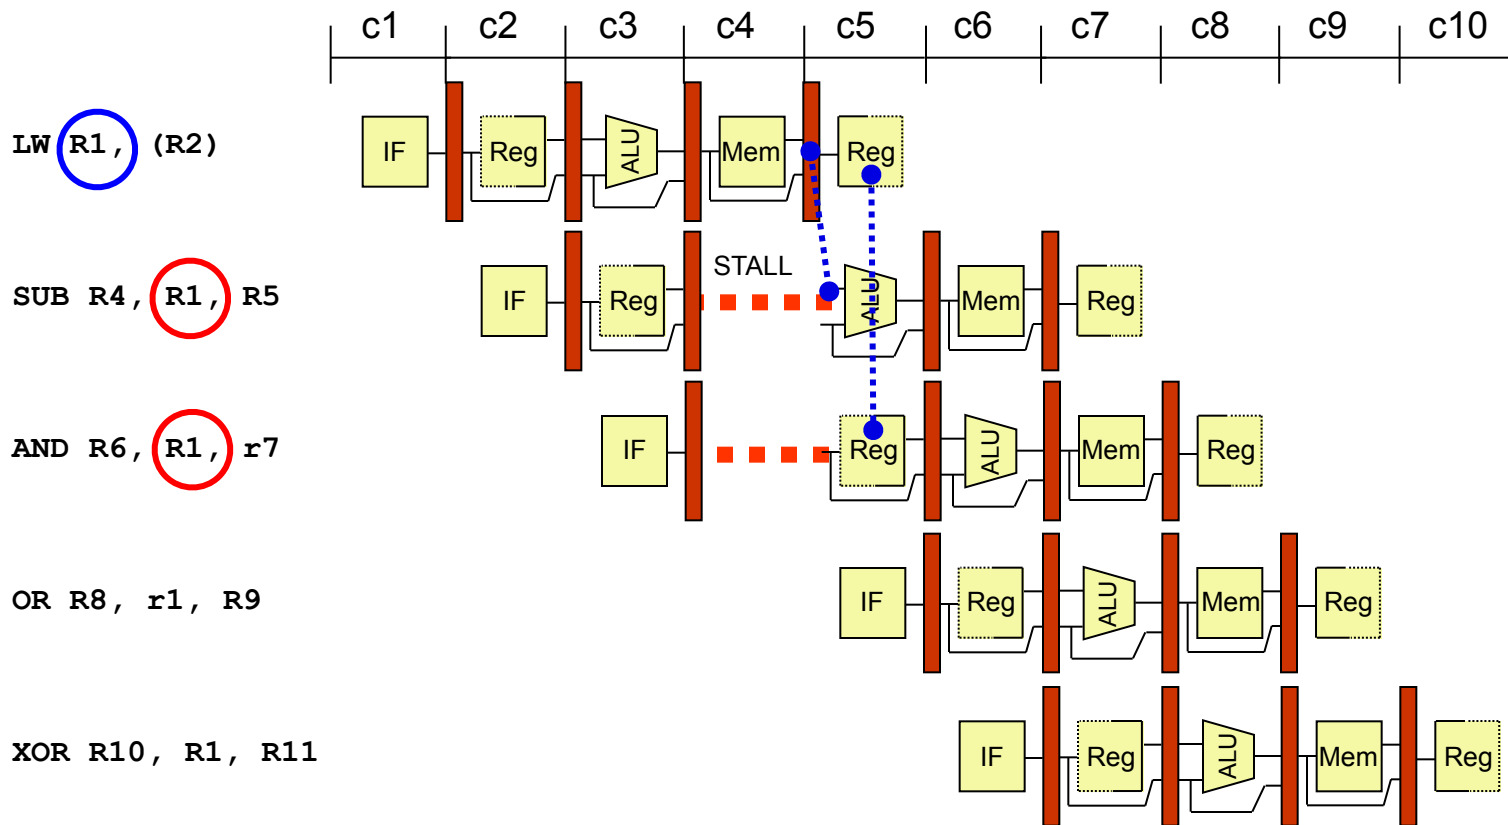 c1 c2 c3 c4 c5 c6 c7 c8 c9 c10
LW R1, (R2) IF Reg ALU Mem Reg
STALL
SUB R4, R1, R5 IF Reg ALU Mem Reg
AND R6, R1, r7 IF Reg ALU Mem Reg
OR R8, r1, R9 IF Reg ALU Mem Reg
XOR R10, R1, R11 IF Reg ALU Mem Reg